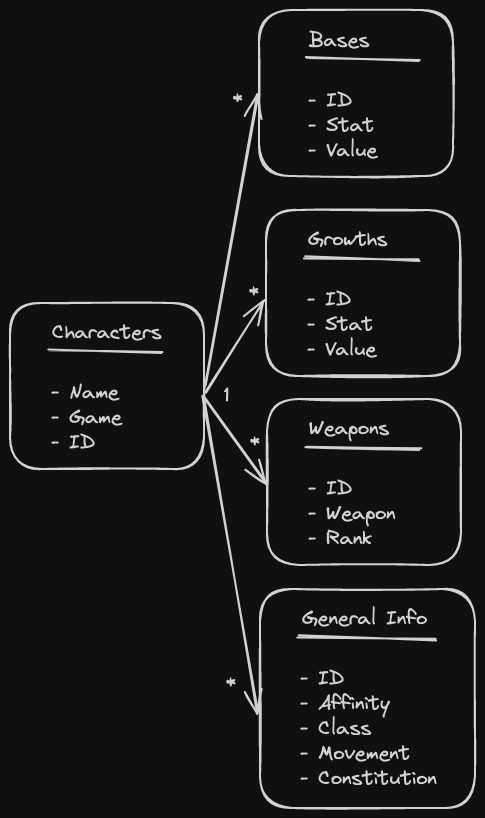 Bases
- ID
- Stat
- Value
*
Growths
- ID
- Stat
- Value
*
Characters
- Name
- Game
- ID
1
Weapons
- ID
- Weapon
- Rank
*
General Info
- ID
- Affinity
- Class
- Movement
- Constitution
*